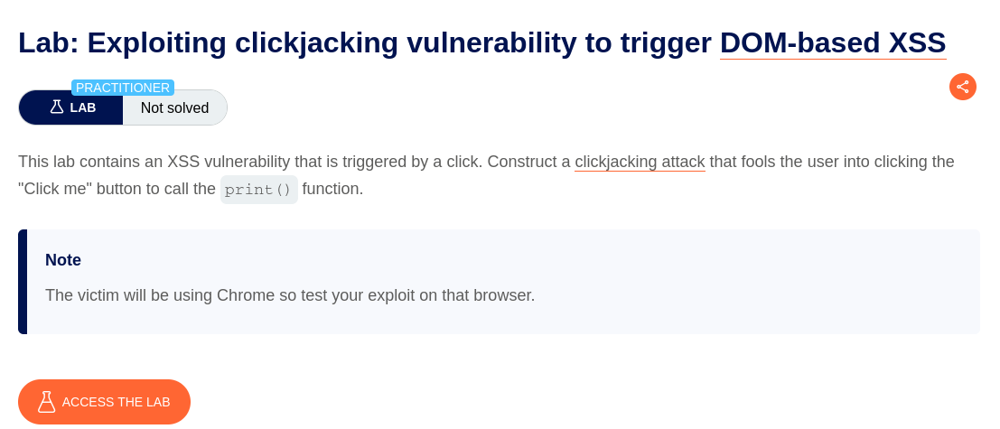 Lab: Exploiting clickjacking vulnerability to trigger DOM-based XSS
PRACTITIONER
LAB
Not solved
This lab contains an XSS vulnerability that is triggered by a click. Construct a clickjacking attack that fools the user into clicking the
"Click me" button to call the print() function.
Note
The victim will be using Chrome so test your exploit on that browser.
ACCESS THE LAB